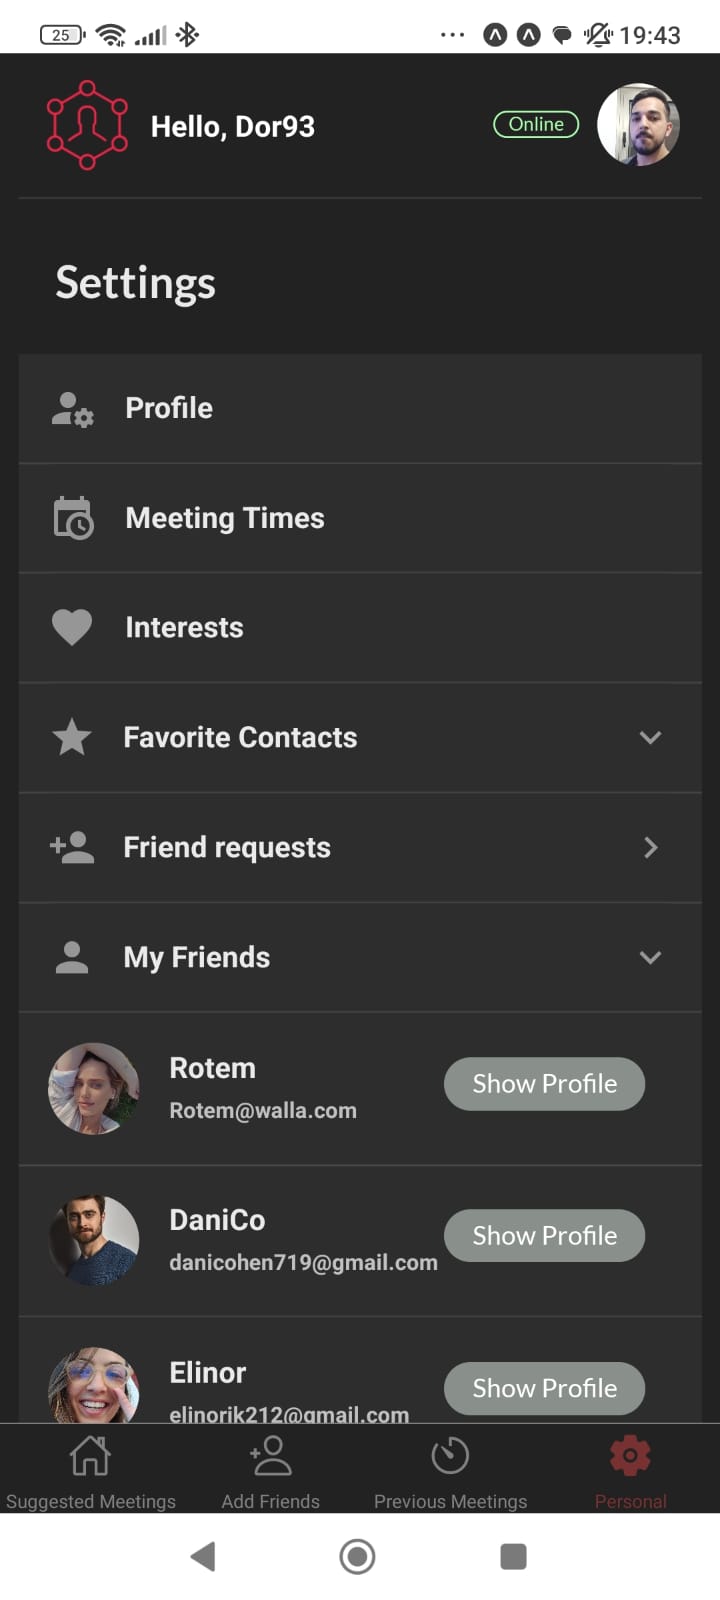 25
19:43
Hello, Dor93
Online
Settings
Profile
Meeting Times
Interests
Favorite Contacts
Friend requests
My Friends
Rotem
Rotem@walla.com
Show Profile
DaniCo
danicohen719@gmail.com
Show Profile
Elinor
elinorik212@gmail.com
Show Profile
Suggested Meetings
Add Friends
Previous Meetings
Personal